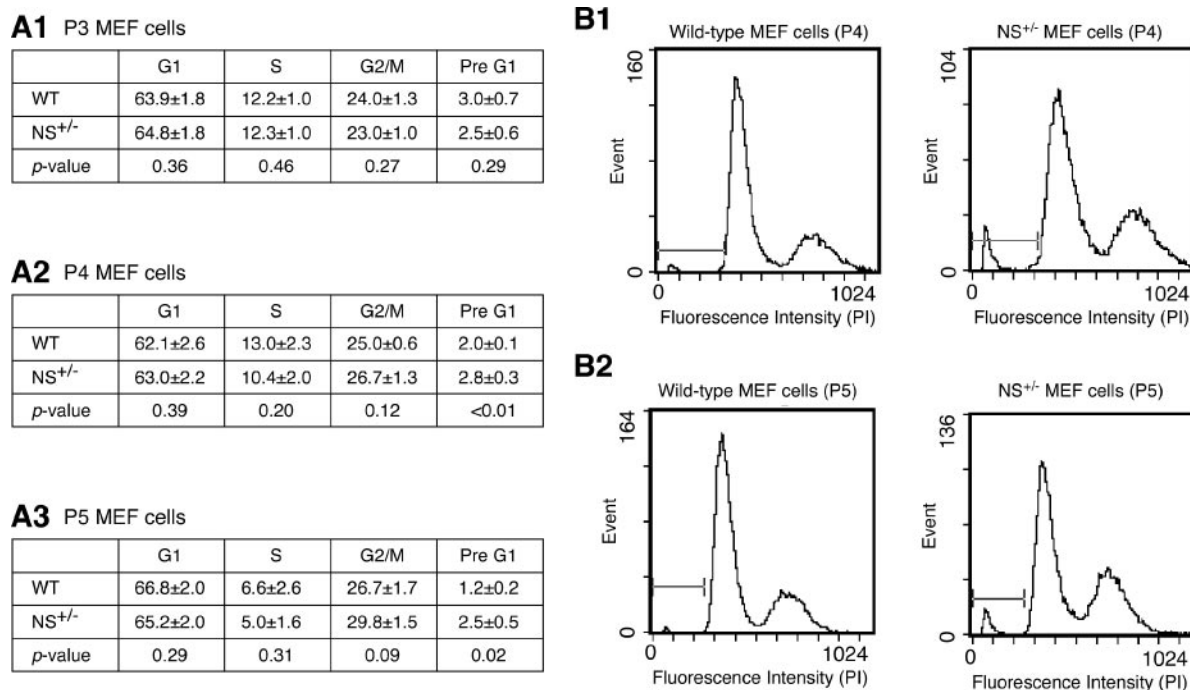 A1 P3 MEF cells
G1 S G2/M Pre G1
WT 63.9±1.8 12.2±1.0 24.0±1.3 3.0±0.7
NS+/- 64.8±1.8 12.3±1.0 23.0±1.0 2.5±0.6
p-value 0.36 0.46 0.27 0.29
A2 P4 MEF cells
G1 S G2/M Pre G1
WT 62.1±2.6 13.0±2.3 25.0±0.6 2.0±0.1
NS+/- 63.0±2.2 10.4±2.0 26.7±1.3 2.8±0.3
p-value 0.39 0.20 0.12 <0.01
A3 P5 MEF cells
G1 S G2/M Pre G1
WT 66.8±2.0 6.6±2.6 26.7±1.7 1.2±0.2
NS+/- 65.2±2.0 5.0±1.6 29.8±1.5 2.5±0.5
p-value 0.29 0.31 0.09 0.02
B1
Wild-type MEF cells (P4)
160
Event
0
0 1024
Fluorescence Intensity (PI)
NS+/- MEF cells (P4)
104
Event
0
0 1024
Fluorescence Intensity (PI)
B2
Wild-type MEF cells (P5)
164
Event
0
0 1024
Fluorescence Intensity (PI)
NS+/- MEF cells (P5)
136
Event
0
0 1024
Fluorescence Intensity (PI)